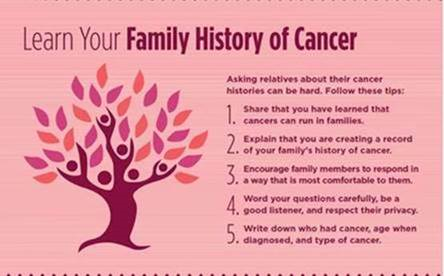 Learn Your Family History of Cancer
Asking relatives about their cancer
histories can be hard. Follow these tips:
1. Share that you have learned that
cancers can run in families.
2. Explain that you are creating a record
of your family's history of cancer.
3. Encourage family members to respond in
a way that is most comfortable to them.
4. Word your questions carefully, be a
good listener, and respect their privacy.
5. Write down who had cancer, age when
diagnosed, and type of cancer.